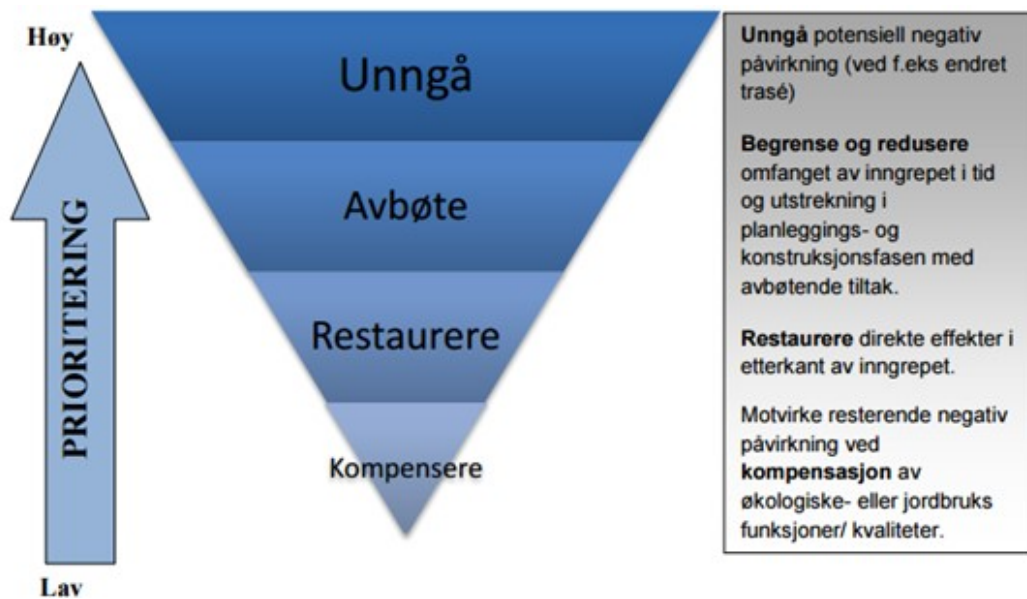 Høy
PRIORITERING
Lav
Unngå
Avbøte
Restaurere
Kompensere
Unngå potensiell negativ
påvirkning (ved f.eks endret
trasé)
Begrense og redusere
omfanget av inngrepet i tid
og utstrekning i
planleggings- og
konstruksjonsfasen med
avbøtende tiltak.
Restaurere direkte effekter i
etterkant av inngrepet.
Motvirke resterende negativ
påvirkning ved
kompensasjon av
økologiske- eller jordbruks
funksjoner/ kvaliteter.